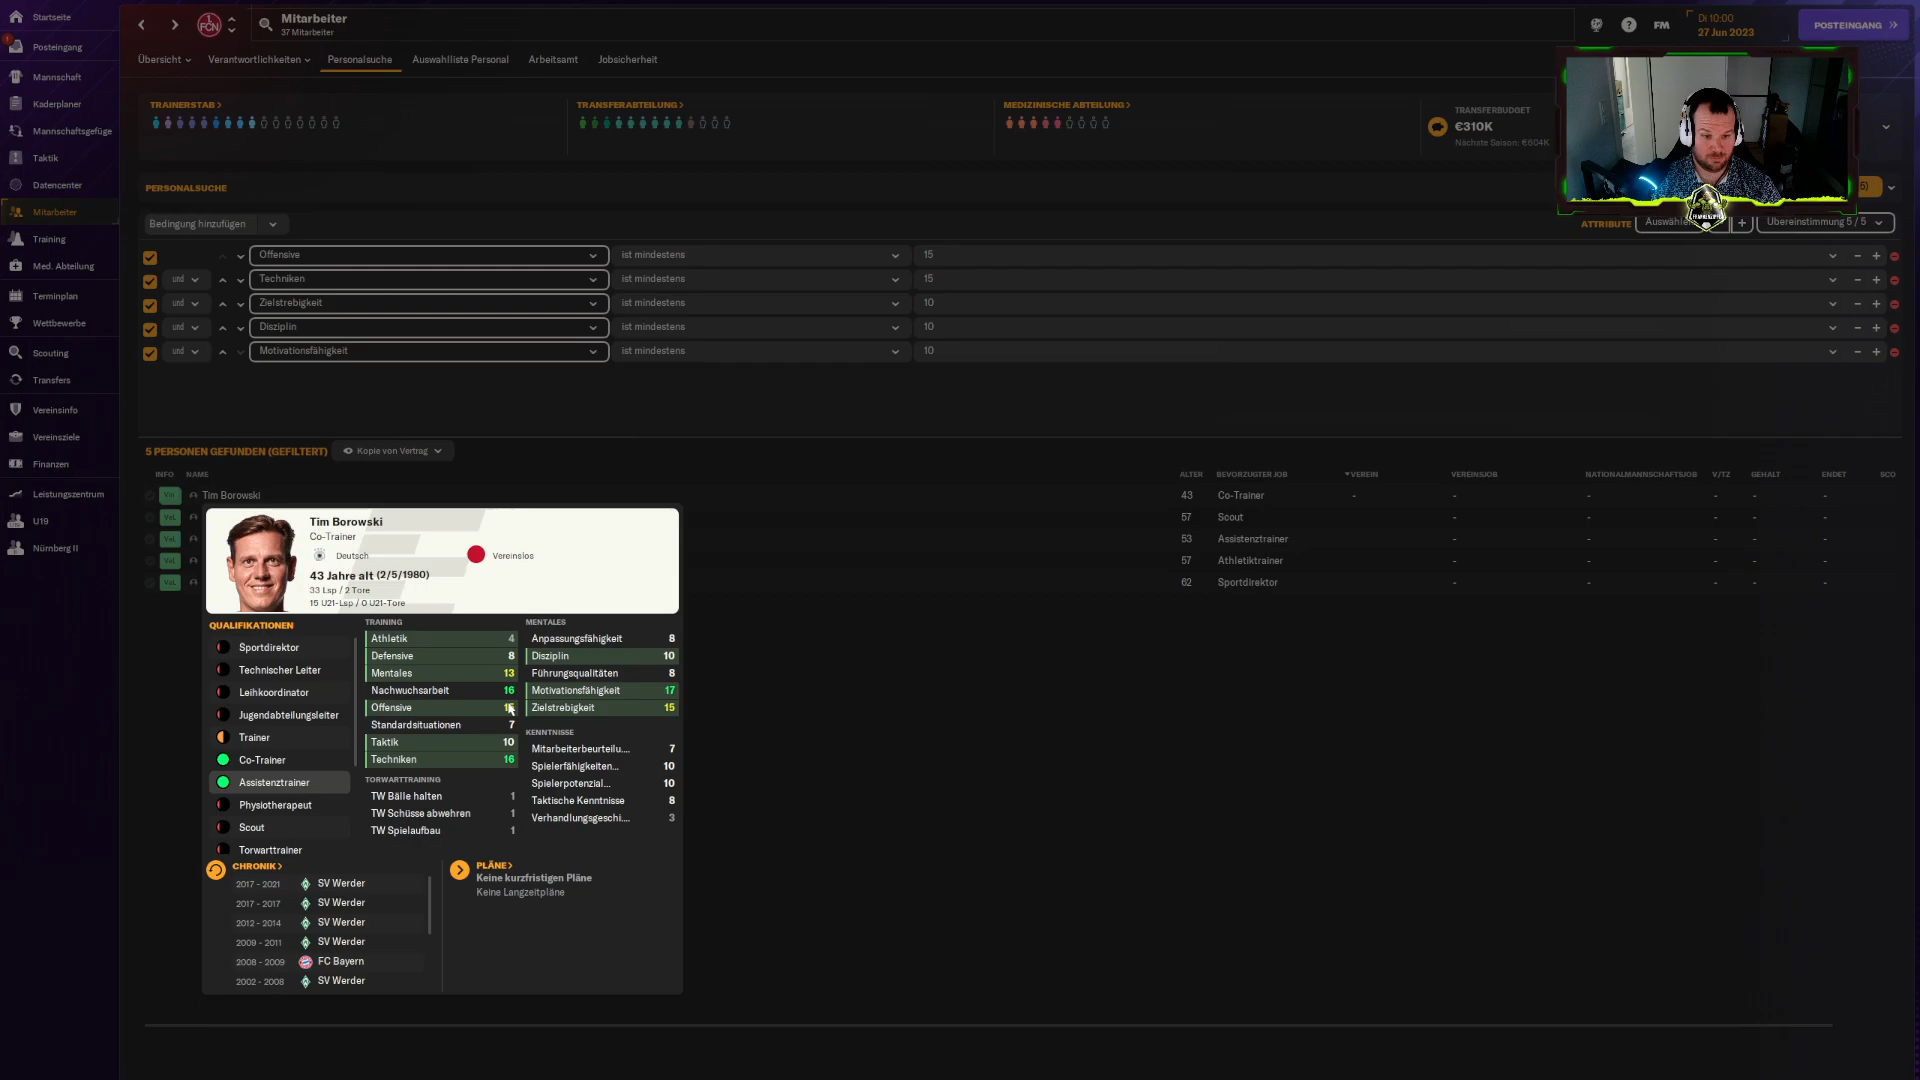 Startseite
Posteingang
Mannschaft
Kaderplaner
Mannschaftsgefüge
Taktik
Datencenter
Mitarbeiter
Training
Med. Abteilung
Terminplan
Wettbewerbe
Scouting
Transfers
Vereinsinfo
Vereinsziele
Finanzen
Leistungszentrum
U19
Nürnberg II
Mitarbeiter
37 Mitarbeiter
FM
Di 10:00
27 Jun 2023
POSTEINGANG
Übersicht
Verantwortlichkeiten
Personalsuche
Auswahlliste Personal
Arbeitsamt
Jobsicherheit
TRAINERSTAB >
TRANSFERABTEILUNG >
MEDIZINISCHE ABTEILUNG >
TRANSFERBUDGET
€310K
Nächste Saison: €604K
PERSONALSUCHE
Bedingung hinzufügen
ATTRIBUTE
Übereinstimmung 5 / 5
Offensive ist mindestens 15
und Techniken ist mindestens 15
und Zielstrebigkeit ist mindestens 10
und Disziplin ist mindestens 10
und Motivationsfähigkeit ist mindestens 10
5 PERSONEN GEFUNDEN (GEFILTERT) Kopie von Vertrag
INFO NAME ALTER BEVORZUGTER JOB VEREIN VEREINSJOB NATIONALMANNSCHAFTSJOB V/TZ GEHALT ENDET SCO
Tim Borowski 43 Co-Trainer - - - - - -
57 Scout - - - - -
53 Assistenztrainer - - - - -
57 Athletiktrainer - - - - -
62 Sportdirektor - - - - -
Tim Borowski
Co-Trainer
Deutsch
Vereinslos
43 Jahre alt (2/5/1980)
33 Lsp / 2 Tore
15 U21-Lsp / 0 U21-Tore
QUALIFIKATIONEN
Sportdirektor
Technischer Leiter
Leihkoordinator
Jugendabteilungsleiter
Trainer
Co-Trainer
Assistenztrainer
Physiotherapeut
Scout
Torwarttrainer
TRAINING
Athletik 4
Defensive 8
Mentales 13
Nachwuchsarbeit 16
Offensive
Standardsituationen 7
Taktik 10
Techniken 16
TORWARTTRAINING
TW Bälle halten 1
TW Schüsse abwehren 1
TW Spielaufbau 1
MENTALES
Anpassungsfähigkeit 8
Disziplin 10
Führungsqualitäten 8
Motivationsfähigkeit 17
Zielstrebigkeit 15
KENNTNISSE
Mitarbeiterbeurteilu.... 7
Spielerfähigkeiten... 10
Spielerpotenzial... 10
Taktische Kenntnisse 8
Verhandlungsgeschi.... 3
CHRONIK >
2017 - 2021 SV Werder
2017 - 2017 SV Werder
2012 - 2014 SV Werder
2009 - 2011 SV Werder
2008 - 2009 FC Bayern
2002 - 2008 SV Werder
PLÄNE >
Keine kurzfristigen Pläne
Keine Langzeitpläne